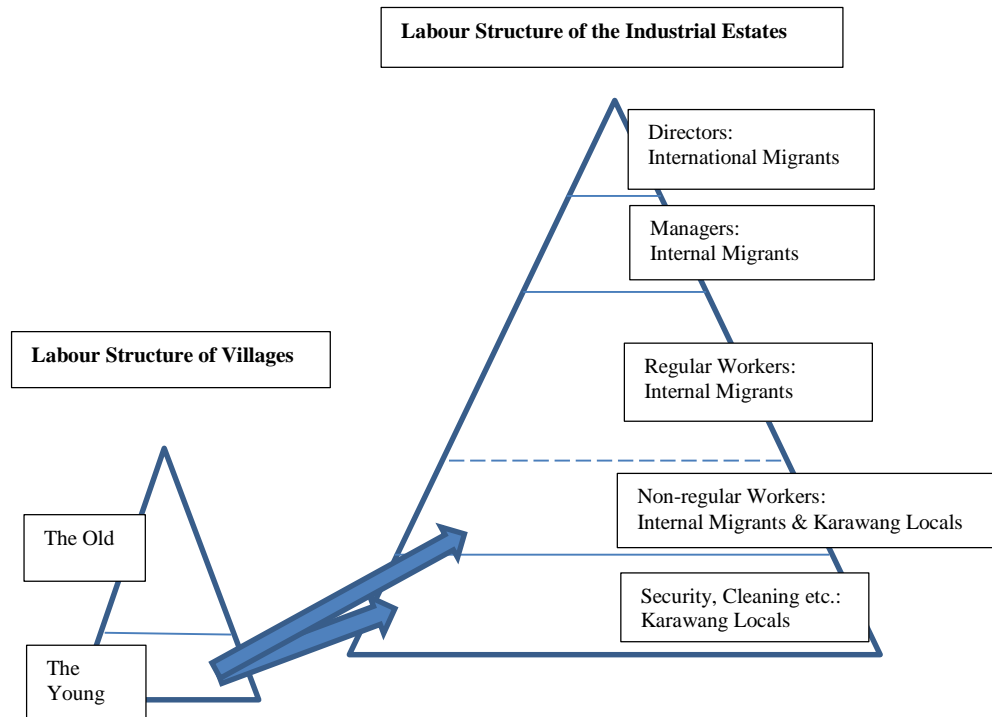 Labour Structure of the Industrial Estates
Directors:
International Migrants
Managers:
Internal Migrants
Labour Structure of Villages
Regular Workers:
Internal Migrants
Non-regular Workers:
Internal Migrants & Karawang Locals
The Old
Security, Cleaning etc.:
Karawang Locals
The
Young